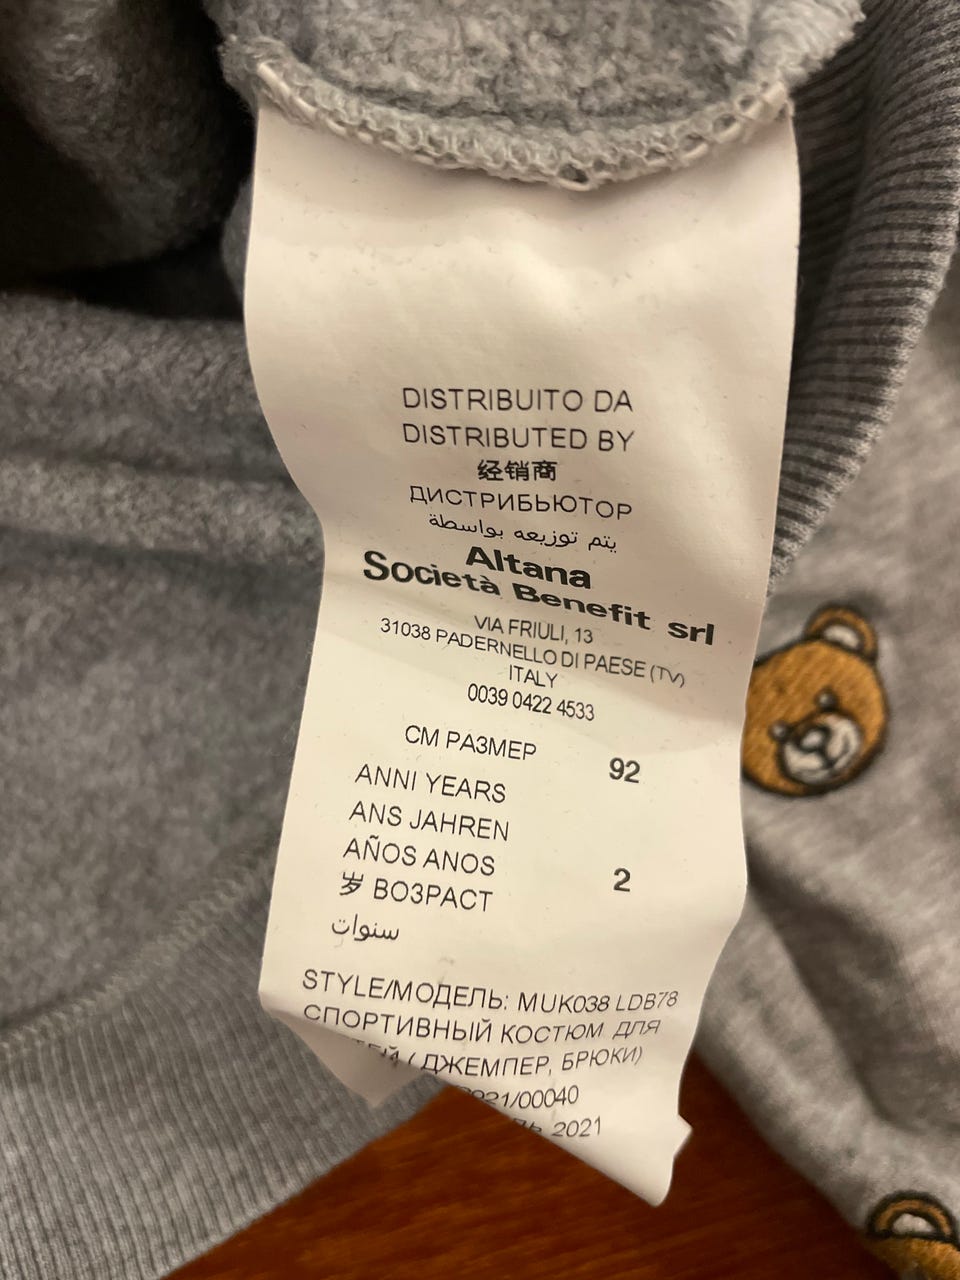 DISTRIBUITO DA
DISTRIBUTED BY
经销商
ДИСТРИБЬЮТОР
يتم توزيعه بواسطة
Altana
Società Benefit srl
VIA FRIULI, 13
31038 PADERNELLO DI PAESE (TV)
ITALY
0039 0422 4533
СМ РАЗМЕР 92
ANNI YEARS
ANS JAHREN
AÑOS ANOS 2
岁 ВОЗРАСТ
سنوات
STYLE/МОДЕЛЬ: MUK038 LDB78
СПОРТИВНЫЙ КОСТЮМ ДЛЯ
( ДЖЕМПЕР, БРЮКИ)
/00040
2021